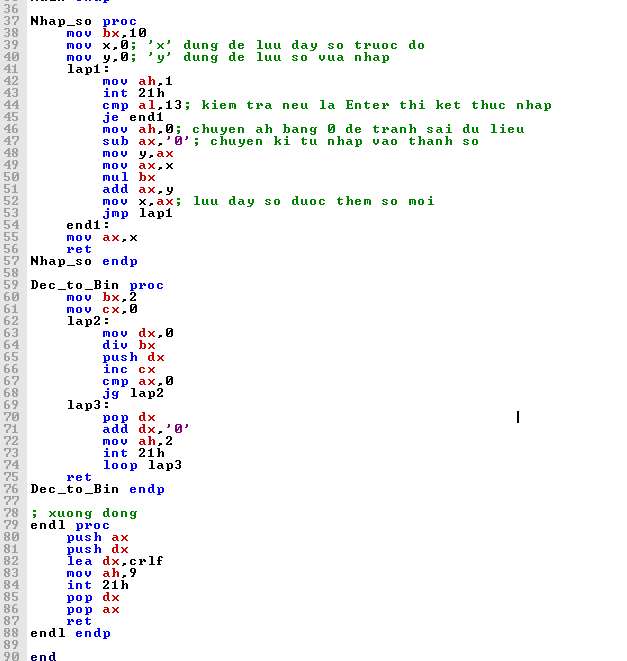 36
37 Nhap_so proc
38 mov bx,10
39 mov x,0; 'x' dung de luu day so truoc do
40 mov y,0; 'y' dung de luu so vua nhap
41 lap1:
42 mov ah,1
43 int 21h
44 cmp al,13; kiem tra neu la Enter thi ket thuc nhap
45 je end1
46 mov ah,0; chuyen ah bang 0 de tranh sai du lieu
47 sub ax,'0'; chuyen ki tu nhap vao thanh so
48 mov y,ax
49 mov ax,x
50 mul bx
51 add ax,y
52 mov x,ax; luu day so duoc them so moi
53 jmp lap1
54 end1:
55 mov ax,x
56 ret
57 Nhap_so endp
58
59 Dec_to_Bin proc
60 mov bx,2
61 mov cx,0
62 lap2:
63 mov dx,0
64 div bx
65 push dx
66 inc cx
67 cmp ax,0
68 jg lap2
69 lap3:
70 pop dx
71 add dx,'0'
72 mov ah,2
73 int 21h
74 loop lap3
75 ret
76 Dec_to_Bin endp
77
78 ; xuong dong
79 endl proc
80 push ax
81 push dx
82 lea dx,crlf
83 mov ah,9
84 int 21h
85 pop dx
86 pop ax
87 ret
88 endl endp
89
90 end